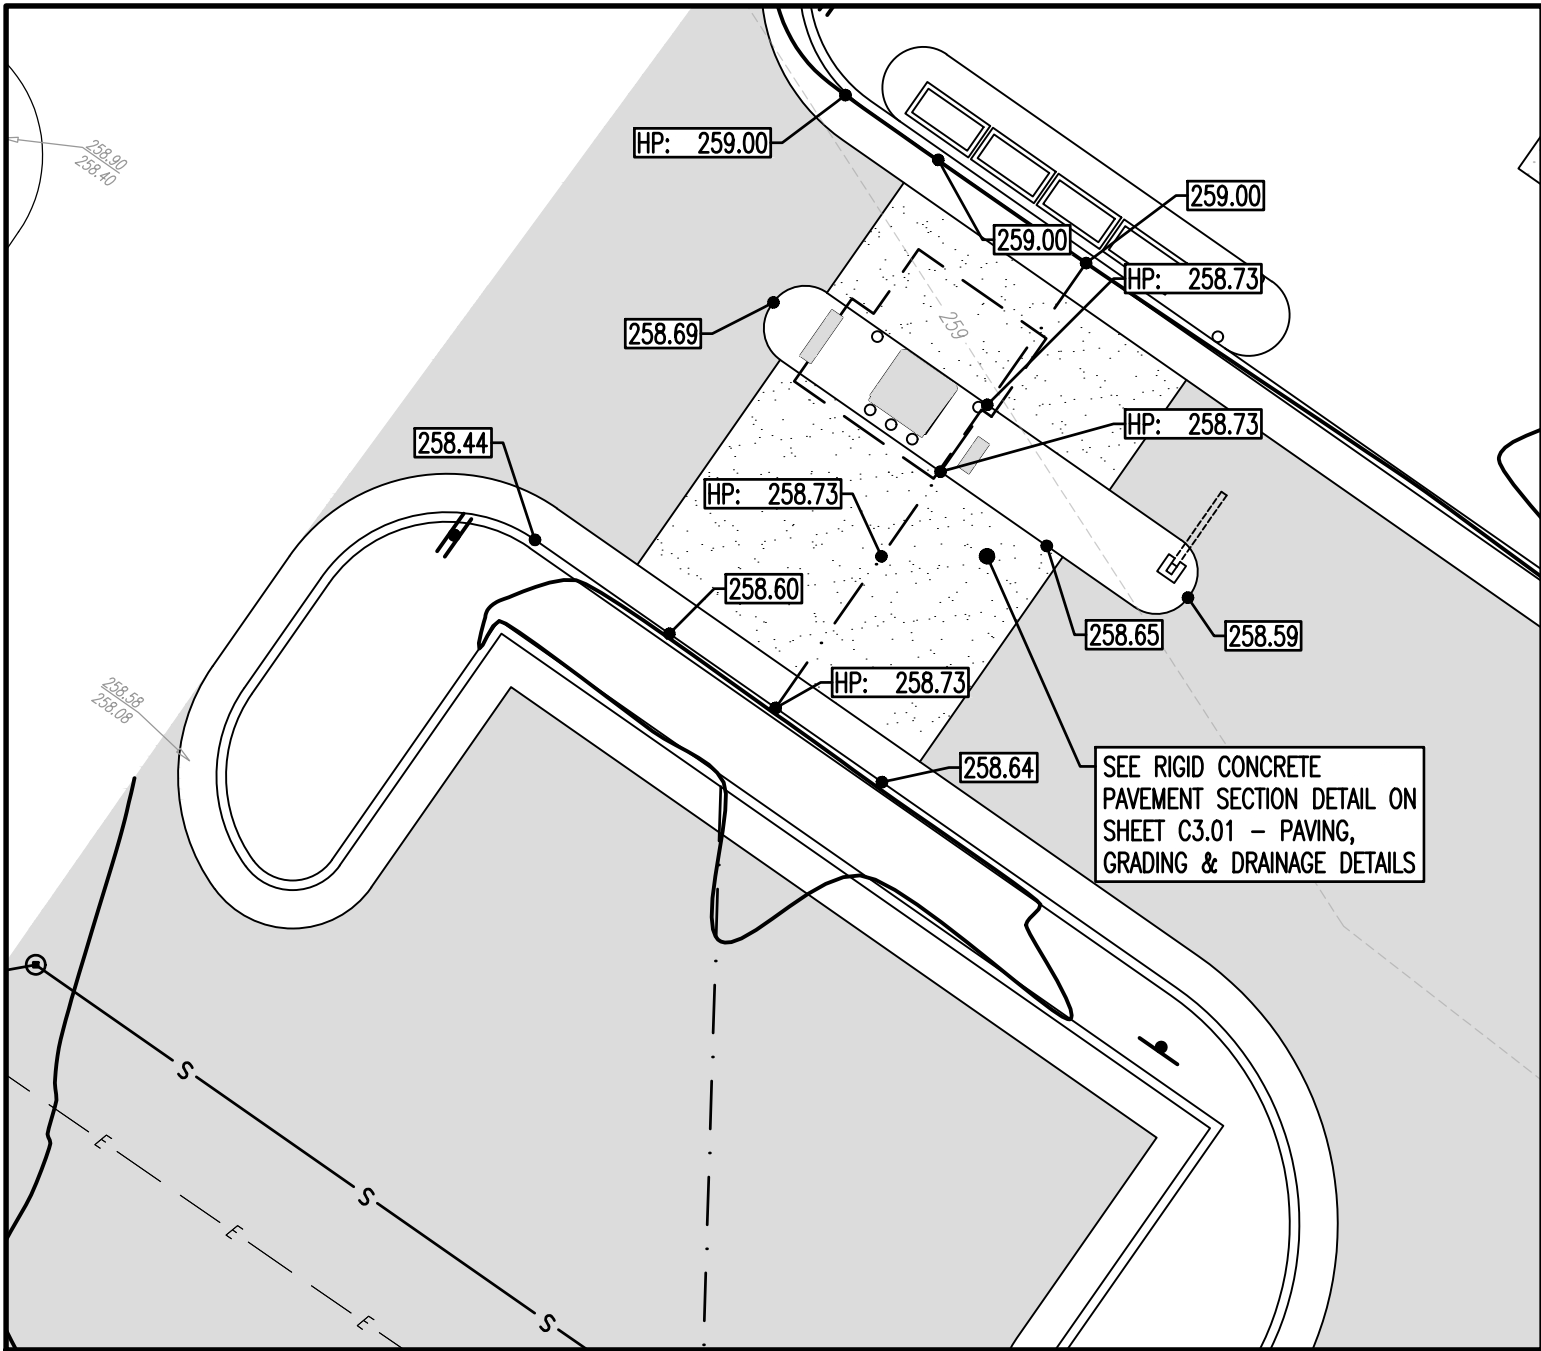 258.90
258.40
HP: 259.00
259.00
259.00
HP: 258.73
258.69
259
HP: 258.73
258.44
HP: 258.73
258.60
258.65
258.59
HP: 258.73
258.58
258.08
258.64
SEE RIGID CONCRETE
PAVEMENT SECTION DETAIL ON
SHEET C3.01 – PAVING,
GRADING & DRAINAGE DETAILS
S
E
S
E
S
E